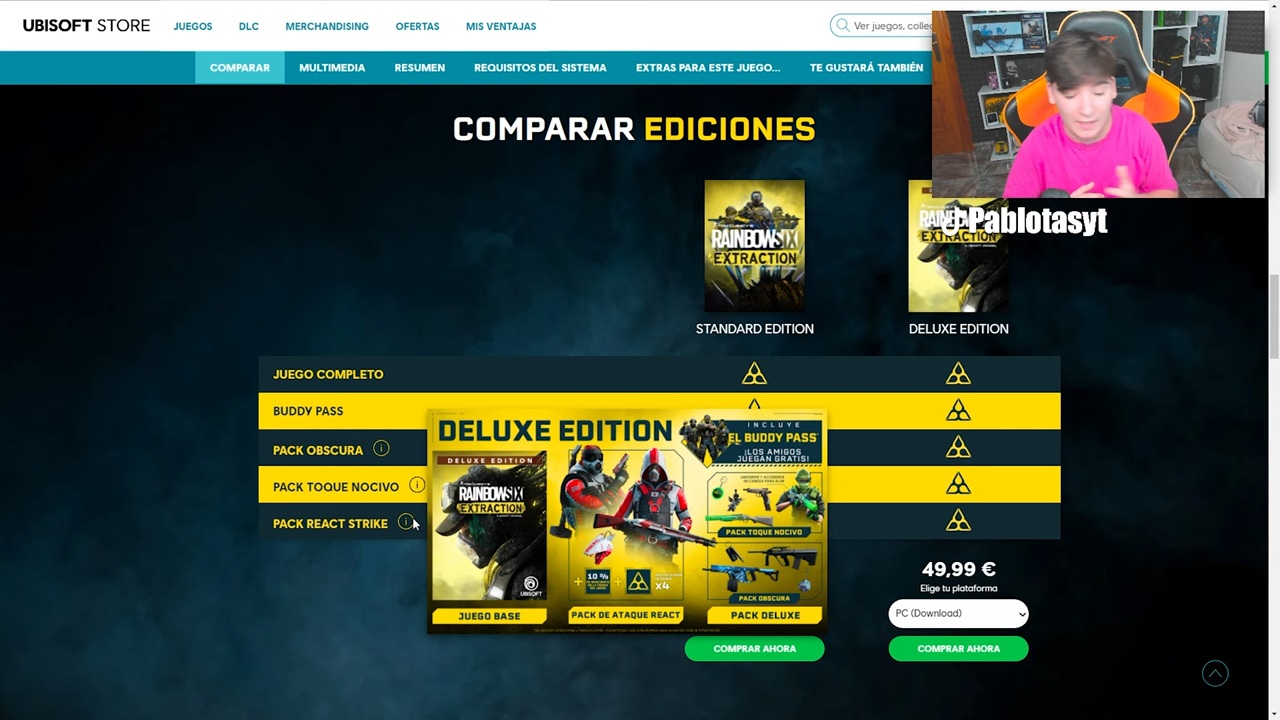 UBISOFT STORE
JUEGOS
DLC
MERCHANDISING
OFERTAS
MIS VENTAJAS
Ver juegos, colec
COMPARAR
MULTIMEDIA
RESUMEN
REQUISITOS DEL SISTEMA
EXTRAS PARA ESTE JUEGO...
TE GUSTARÁ TAMBIÉN
COMPARAR EDICIONES
Pablotasyt
RAINBOWSIX
EXTRACTION
EXTRACTION
STANDARD EDITION
DELUXE EDITION
JUEGO COMPLETO
BUDDY PASS
PACK OBSCURA
PACK TOQUE NOCIVO
PACK REACT STRIKE
DELUXE EDITION
INCLUYE
EL BUDDY PASS
¡LOS AMIGOS
JUEGAN GRATIS!
DELUXE EDITION
RAINBOWSIX
EXTRACTION
UBISOFT
+ 10 %
+
X4
PACK TOQUE NOCIVO
PACK OBSCURA
JUEGO BASE
PACK DE ATAQUE REACT
PACK DELUXE
49,99 €
Elige tu plataforma
PC (Download)
COMPRAR AHORA
COMPRAR AHORA